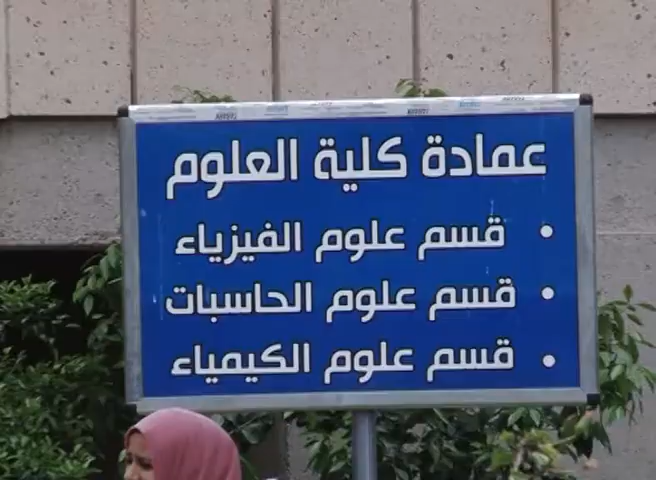 عمادة كلية العلوم
• قسم علوم الفيزياء
• قسم علوم الحاسبات
• قسم علوم الكيمياء